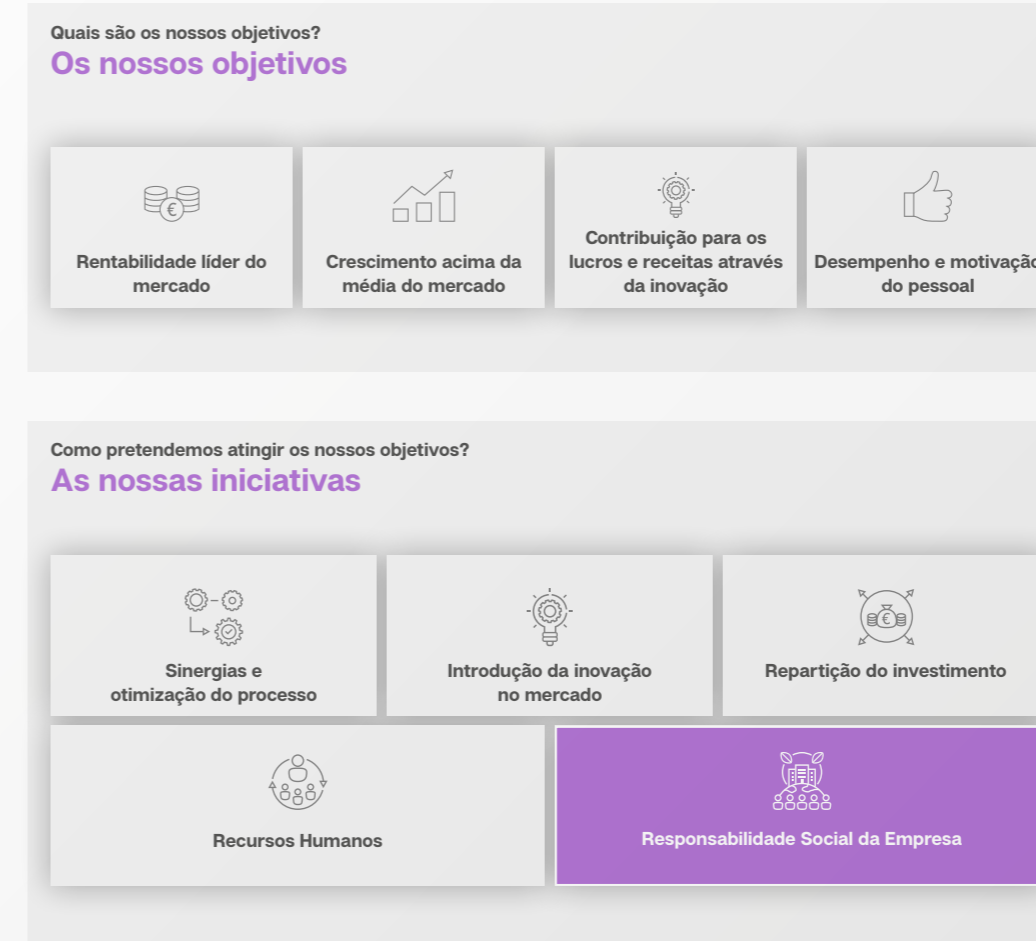 Quais são os nossos objetivos?
Os nossos objetivos
Rentabilidade líder do
mercado
Crescimento acima da
média do mercado
Contribuição para os
lucros e receitas através
da inovação
Desempenho e motivação
do pessoal
Como pretendemos atingir os nossos objetivos?
As nossas iniciativas
Sinergias e
otimização do processo
Introdução da inovação
no mercado
Repartição do investimento
Recursos Humanos
Responsabilidade Social da Empresa